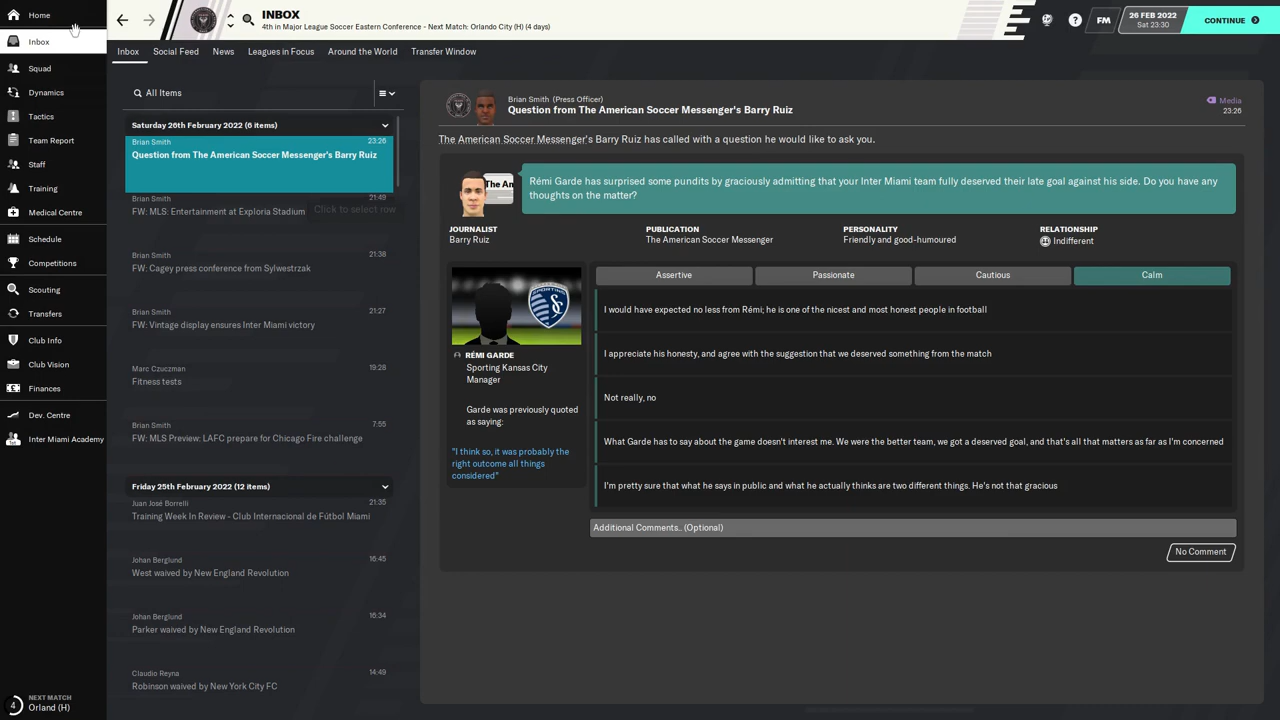 Home
Inbox
Squad
Dynamics
Tactics
Team Report
Staff
Training
Medical Centre
Schedule
Competitions
Scouting
Transfers
Club Info
Club Vision
Finances
Dev. Centre
Inter Miami Academy
4
NEXT MATCH
Orland (H)
INBOX
4th in Major League Soccer Eastern Conference - Next Match: Orlando City (H) (4 days)
FM
26 FEB 2022
Sat 23:30
CONTINUE
Inbox
Social Feed
News
Leagues in Focus
Around the World
Transfer Window
All Items
Saturday 26th February 2022 (6 items)
Brian Smith 23:26
Question from The American Soccer Messenger's Barry Ruiz
Brian Smith 21:49
FW: MLS: Entertainment at Exploria Stadium
Click to select row
Brian Smith 21:38
FW: Cagey press conference from Sylwestrzak
Brian Smith 21:27
FW: Vintage display ensures Inter Miami victory
Marc Czuczman 19:28
Fitness tests
Brian Smith 7:55
FW: MLS Preview: LAFC prepare for Chicago Fire challenge
Friday 25th February 2022 (12 items)
Juan José Borrelli 21:35
Training Week In Review - Club Internacional de Fútbol Miami
Johan Berglund 16:45
West waived by New England Revolution
Johan Berglund 16:34
Parker waived by New England Revolution
Claudio Reyna 14:49
Robinson waived by New York City FC
Brian Smith (Press Officer)
Question from The American Soccer Messenger's Barry Ruiz
Media
23:26
The American Soccer Messenger's Barry Ruiz has called with a question he would like to ask you.
The An
Rémi Garde has surprised some pundits by graciously admitting that your Inter Miami team fully deserved their late goal against his side. Do you have any
thoughts on the matter?
JOURNALIST
Barry Ruiz
PUBLICATION
The American Soccer Messenger
PERSONALITY
Friendly and good-humoured
RELATIONSHIP
Indifferent
SPORTING
RÉMI GARDE
Sporting Kansas City
Manager
Garde was previously quoted
as saying:
"I think so, it was probably the
right outcome all things
considered"
Assertive
Passionate
Cautious
Calm
I would have expected no less from Rémi; he is one of the nicest and most honest people in football
I appreciate his honesty, and agree with the suggestion that we deserved something from the match
Not really, no
What Garde has to say about the game doesn't interest me. We were the better team, we got a deserved goal, and that's all that matters as far as I'm concerned
I'm pretty sure that what he says in public and what he actually thinks are two different things. He's not that gracious
Additional Comments.. (Optional)
No Comment